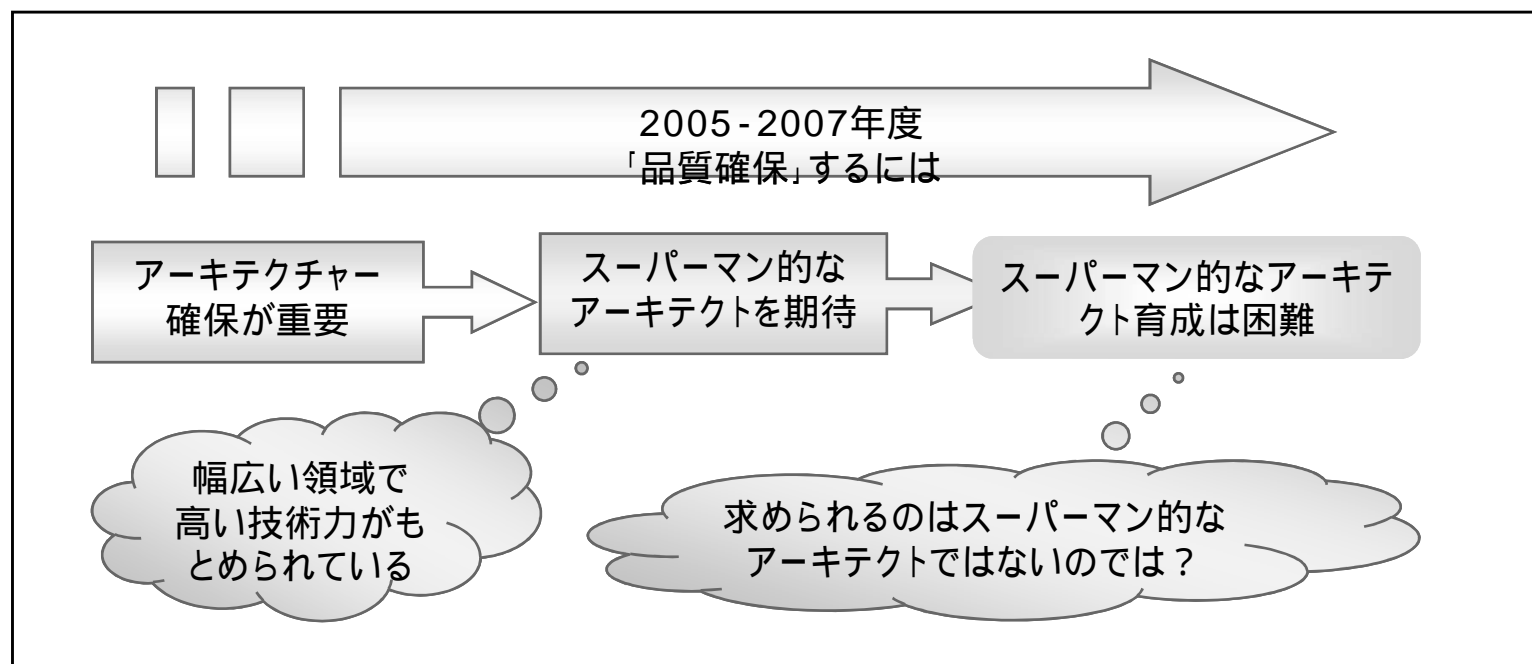 2005-2007年度
「品質確保」するには
アーキテクチャー
確保が重要
スーパーマン的な
アーキテクトを期待
スーパーマン的なアーキテ
クト育成は困難
幅広い領域で
高い技術力がも
とめられている
求められるのはスーパーマン的な
アーキテクトではないのでは？